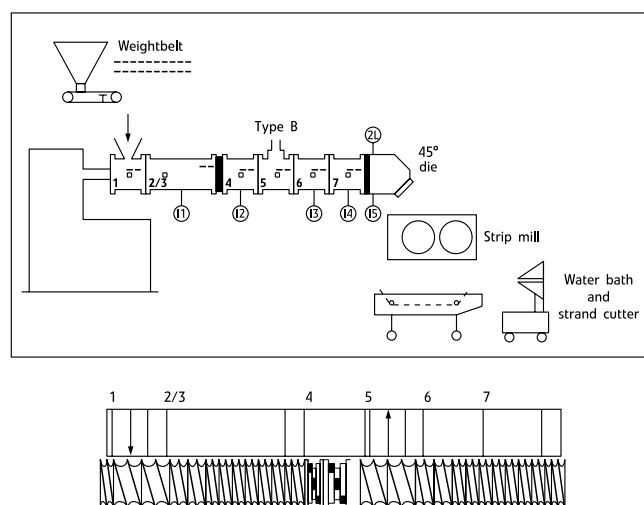 Weightbelt
T
Type B
2L
45°
die
1
2/3
4
5
6
7
I1
I2
I3
I4
I5
Strip mill
Water bath
and
strand cutter
1
2/3
4
5
6
7